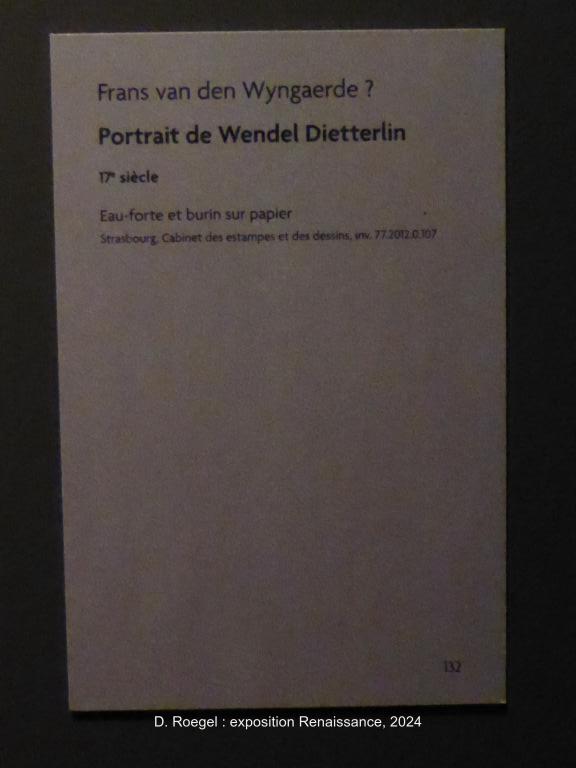 Frans van den Wyngaerde ?
Portrait de Wendel Dietterlin
17e siècle
Eau-forte et burin sur papier
Strasbourg, Cabinet des estampes et des dessins, inv. 77.2012.0.107
132
D. Roegel : exposition Renaissance, 2024